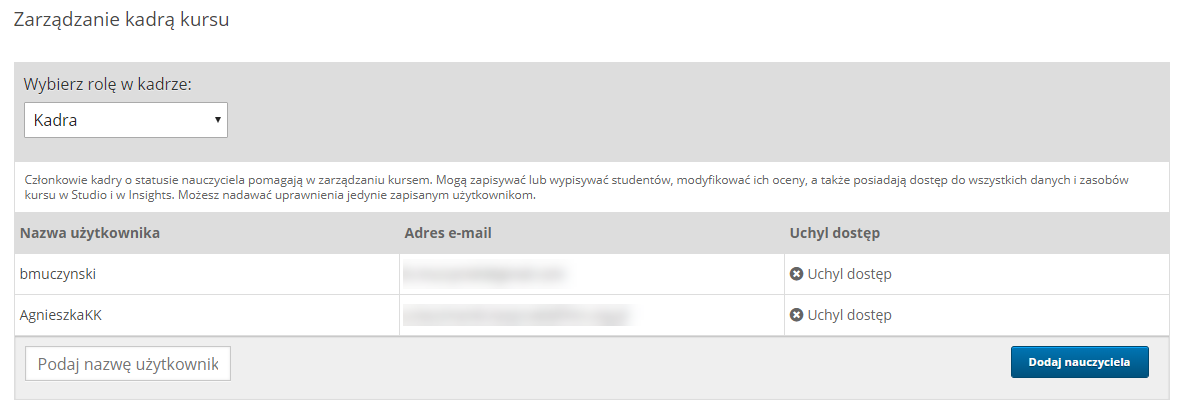 Zarządzanie kadrą kursu
Wybierz rolę w kadrze:
Kadra
Członkowie kadry o statusie nauczyciela pomagają w zarządzaniu kursem. Mogą zapisywać lub wypisywać studentów, modyfikować ich oceny, a także posiadają dostęp do wszystkich danych i zasobów
kursu w Studio i w Insights. Możesz nadawać uprawnienia jedynie zapisanym użytkownikom.
Nazwa użytkownika Adres e-mail Uchyl dostęp
bmuczynski Uchyl dostęp
AgnieszkaKK Uchyl dostęp
Podaj nazwę użytkownik Dodaj nauczyciela